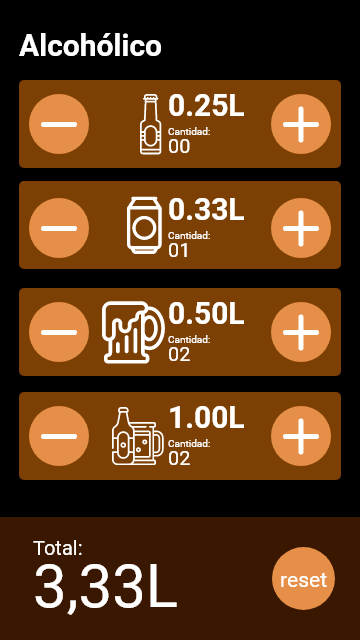 Alcohólico
0.25L
Cantidad:
00
0.33L
Cantidad:
01
0.50L
Cantidad:
02
1.00L
Cantidad:
02
Total:
3,33L
reset